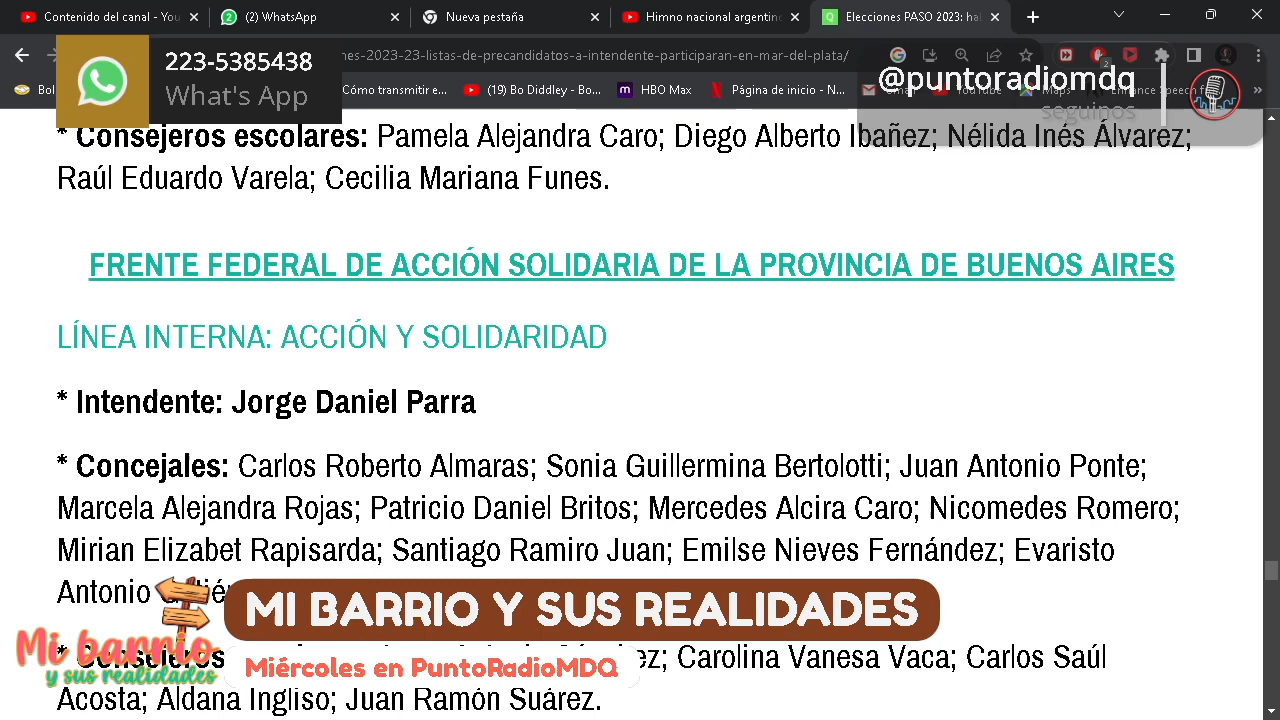 Contenido del canal - You
(2) WhatsApp
Nueva pestaña
Himno nacional argentino
Elecciones PASO 2023: hab
nes-2023-23-listas-de-precandidatos-a-intendente-participaran-en-mar-del-plata/
223-5385438
What's App
@puntoradiomdq
seguinos
Bol
Cómo transmitir e...
(19) Bo Diddley - Bo...
HBO Max
Página de inicio - N...
YouTube
Maps
* Consejeros escolares: Pamela Alejandra Caro; Diego Alberto Ibañez; Nélida Inés Álvarez;
Raúl Eduardo Varela; Cecilia Mariana Funes.
FRENTE FEDERAL DE ACCIÓN SOLIDARIA DE LA PROVINCIA DE BUENOS AIRES
LÍNEA INTERNA: ACCIÓN Y SOLIDARIDAD
* Intendente: Jorge Daniel Parra
* Concejales: Carlos Roberto Almaras; Sonia Guillermina Bertolotti; Juan Antonio Ponte;
Marcela Alejandra Rojas; Patricio Daniel Britos; Mercedes Alcira Caro; Nicomedes Romero;
Mirian Elizabet Rapisarda; Santiago Ramiro Juan; Emilse Nieves Fernández; Evaristo
Antonio
MI BARRIO Y SUS REALIDADES
Mi barrio
y sus realidades
Miércoles en PuntoRadioMDQ
* Consejeros
Carolina Vanesa Vaca; Carlos Saúl
Acosta; Aldana Ingliso; Juan Ramón Suárez.